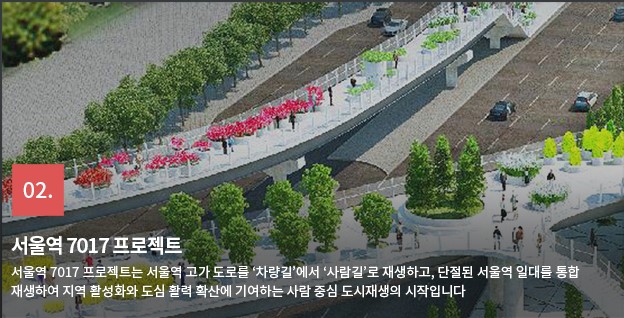 02.
서울역 7017 프로젝트
서울역 7017 프로젝트는 서울역 고가 도로를 ‘차량길’에서 ‘사람길’로 재생하고, 단절된 서울역 일대를 통합
재생하여 지역 활성화와 도심 활력 확산에 기여하는 사람 중심 도시재생의 시작입니다